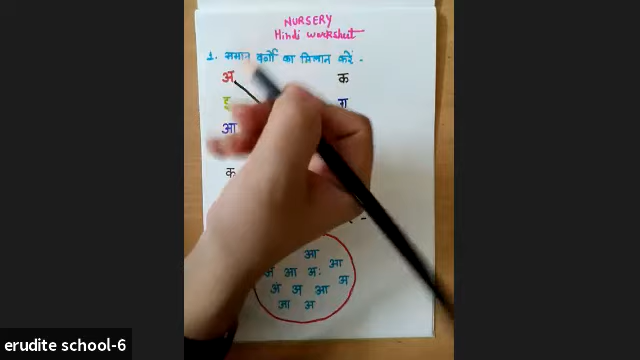 NURSERY
Hindi Worksheet
1. समान वर्णों का मिलान करें -
अ क
इ ग
आ
क
आ
अं आ अः आ
अं अ आ अ
आ अ
erudite school-6